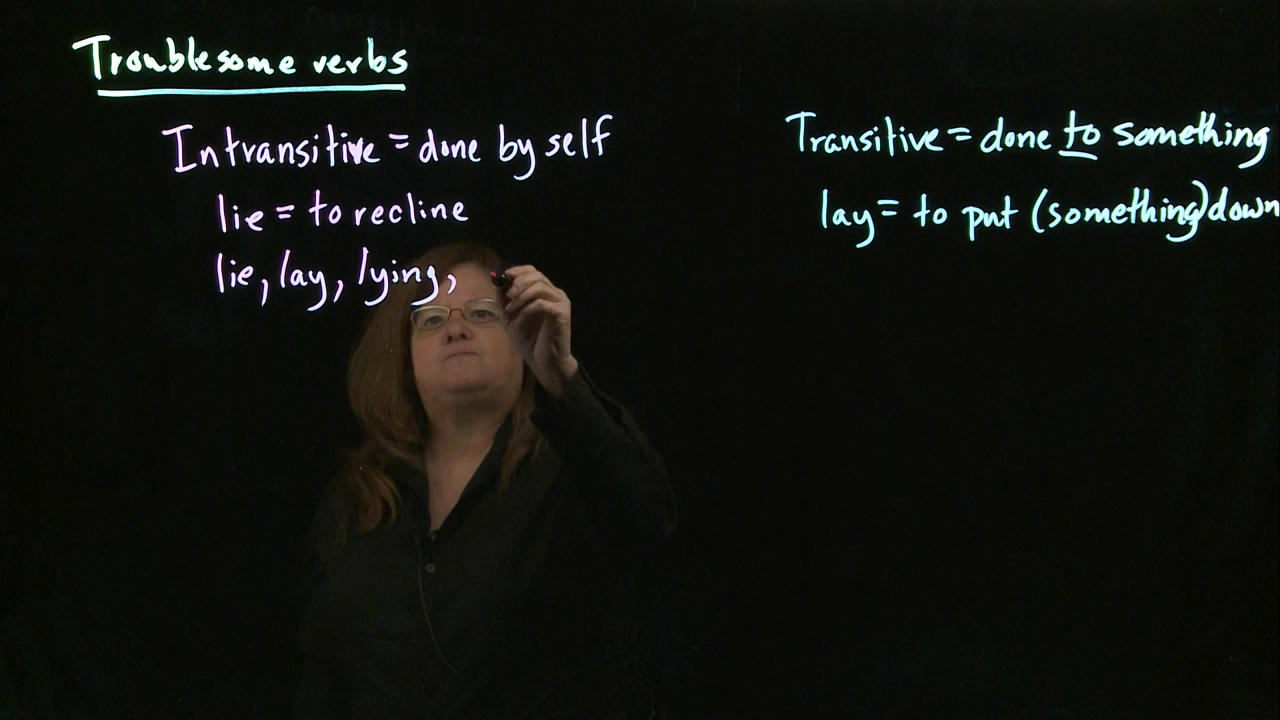 Troublesome verbs
Intransitive = done by self
lie = to recline
lie, lay, lying,
Transitive = done to something
lay = to put (something) down